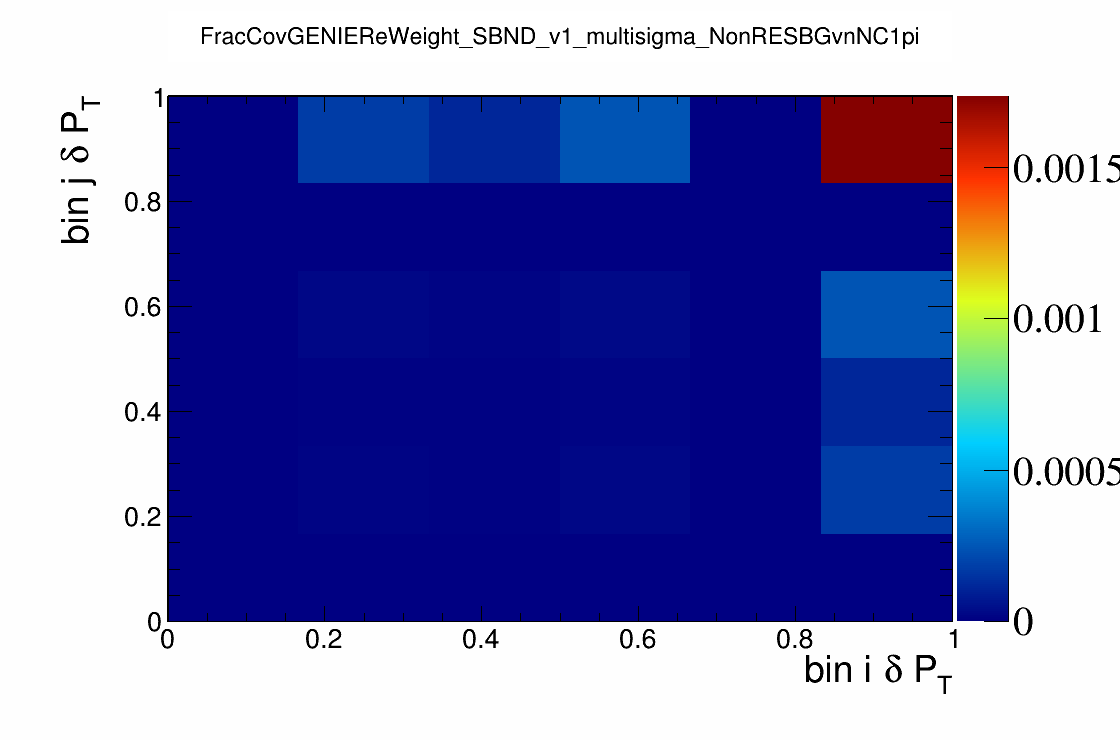 FracCovGENIEReWeight_SBND_v1_multisigma_NonRESBGvnNC1pi
bin j δ P_T
1
0.8
0.6
0.4
0.2
0
0 0.2 0.4 0.6 0.8 1
bin i δ P_T
0.0015
0.001
0.0005
0